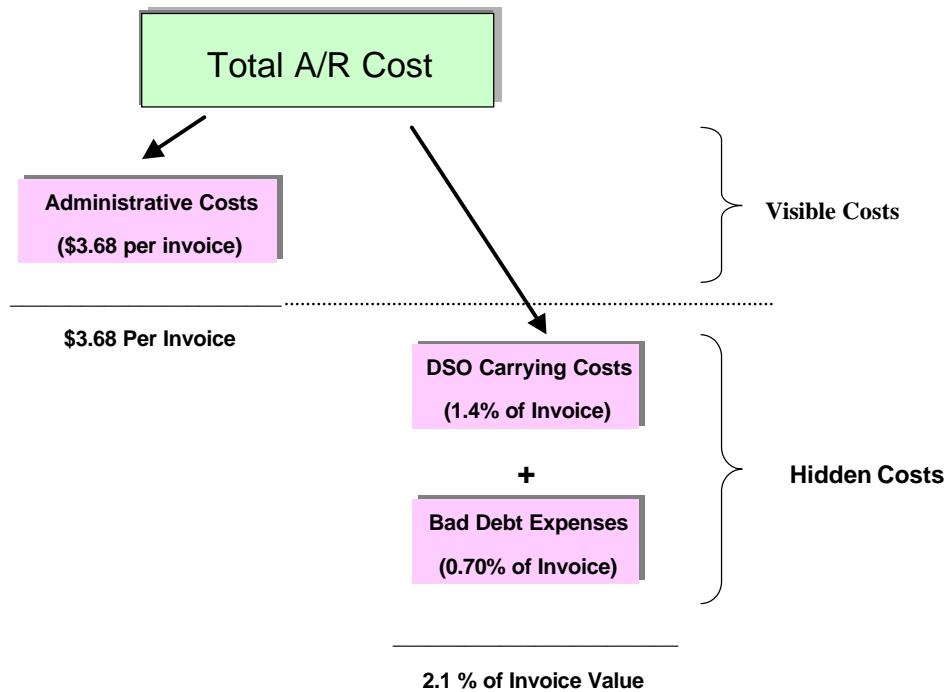 Total A/R Cost
Administrative Costs
($3.68 per invoice)
Visible Costs
$3.68 Per Invoice
DSO Carrying Costs
(1.4% of Invoice)
+
Hidden Costs
Bad Debt Expenses
(0.70% of Invoice)
2.1 % of Invoice Value